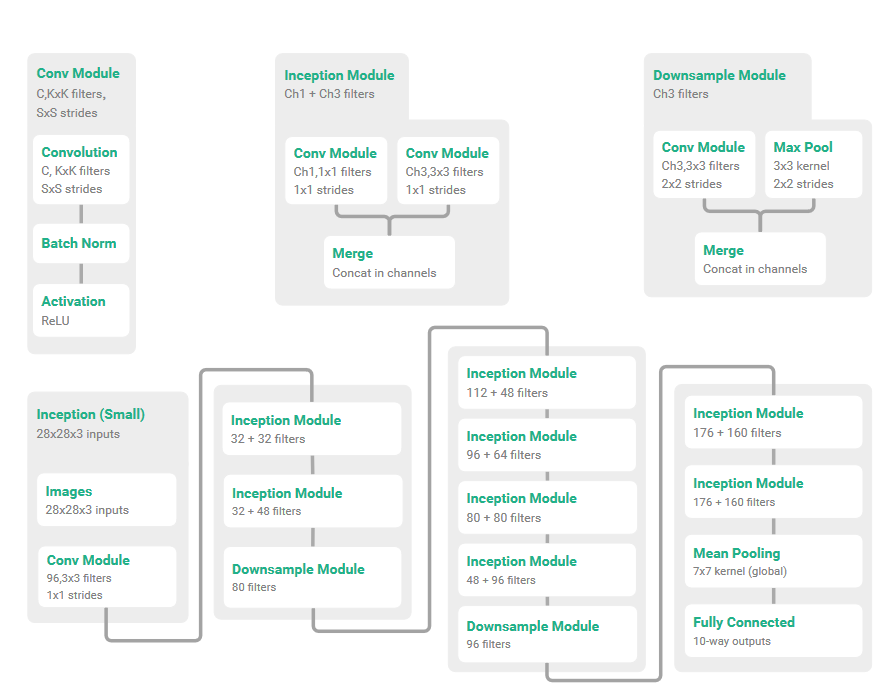 Conv Module
C,KxK filters,
SxS strides
Convolution
C, KxK filters
SxS strides
Batch Norm
Activation
ReLU
Inception Module
Ch1 + Ch3 filters
Conv Module
Ch1,1x1 filters
1x1 strides
Conv Module
Ch3,3x3 filters
1x1 strides
Merge
Concat in channels
Downsample Module
Ch3 filters
Conv Module
Ch3,3x3 filters
2x2 strides
Max Pool
3x3 kernel
2x2 strides
Merge
Concat in channels
Inception (Small)
28x28x3 inputs
Images
28x28x3 inputs
Conv Module
96,3x3 filters
1x1 strides
Inception Module
32 + 32 filters
Inception Module
32 + 48 filters
Downsample Module
80 filters
Inception Module
112 + 48 filters
Inception Module
96 + 64 filters
Inception Module
80 + 80 filters
Inception Module
48 + 96 filters
Downsample Module
96 filters
Inception Module
176 + 160 filters
Inception Module
176 + 160 filters
Mean Pooling
7x7 kernel (global)
Fully Connected
10-way outputs